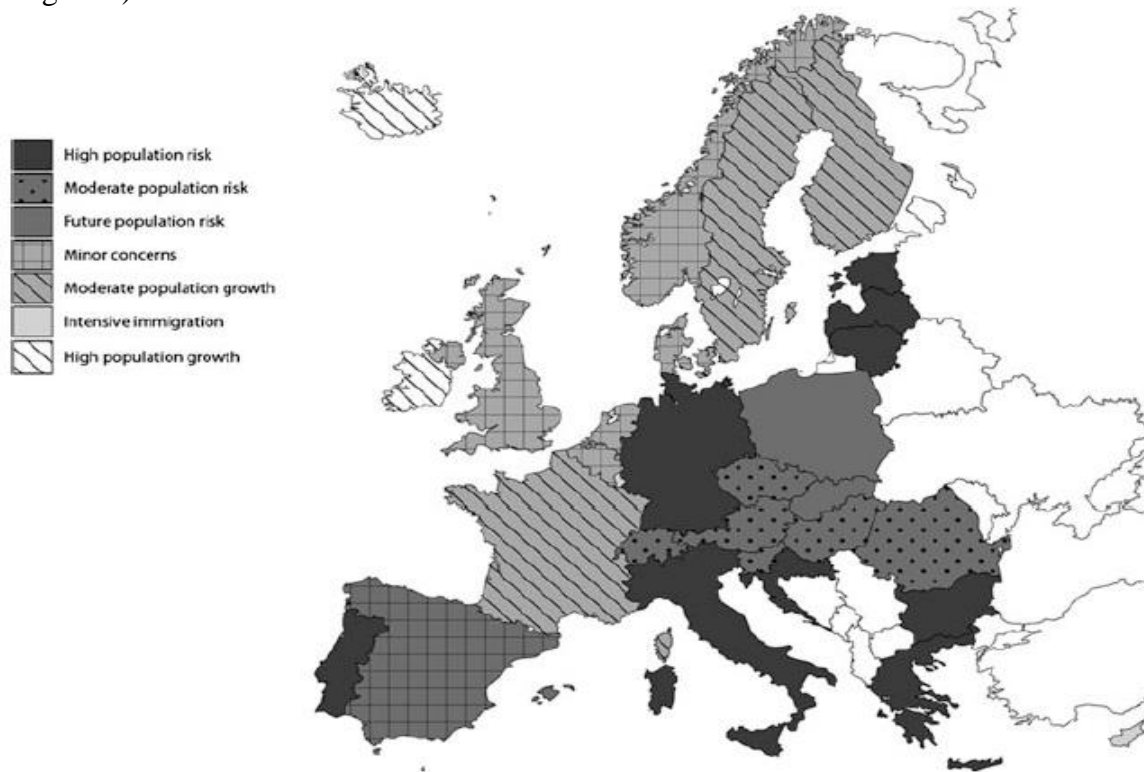 High population risk
Moderate population risk
Future population risk
Minor concerns
Moderate population growth
Intensive immigration
High population growth